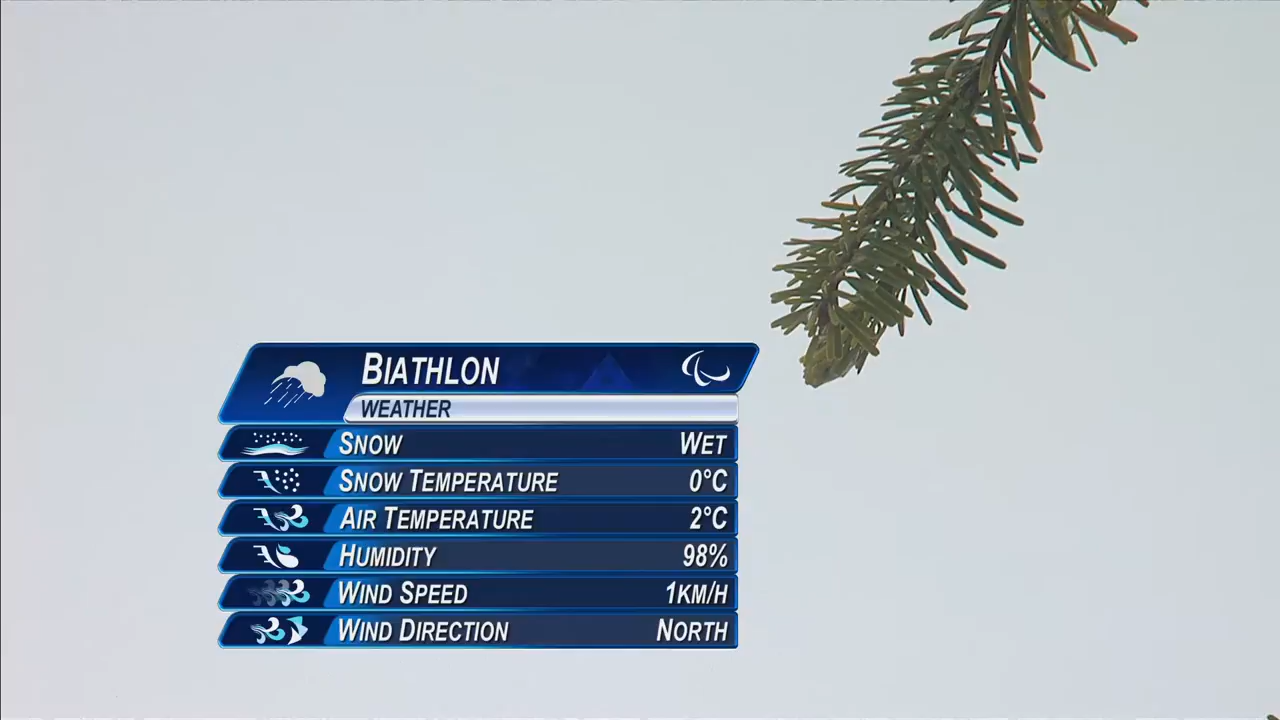 BIATHLON
WEATHER
SNOW WET
SNOW TEMPERATURE 0°C
AIR TEMPERATURE 2°C
HUMIDITY 98%
WIND SPEED 1KM/H
WIND DIRECTION NORTH